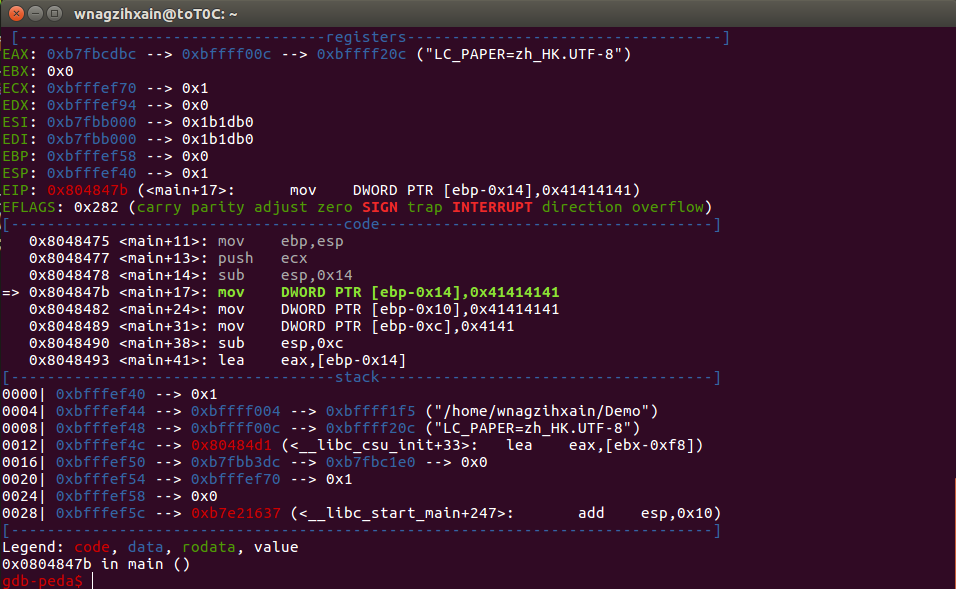 wnagzihxain@toT0C: ~
[----------------------------------registers-----------------------------------]
EAX: 0xb7fbcdbc --> 0xbffff00c --> 0xbffff20c ("LC_PAPER=zh_HK.UTF-8")
EBX: 0x0
ECX: 0xbfffef70 --> 0x1
EDX: 0xbfffef94 --> 0x0
ESI: 0xb7fbb000 --> 0x1b1db0
EDI: 0xb7fbb000 --> 0x1b1db0
EBP: 0xbfffef58 --> 0x0
ESP: 0xbfffef40 --> 0x1
EIP: 0x804847b (<main+17>:      mov    DWORD PTR [ebp-0x14],0x41414141)
EFLAGS: 0x282 (carry parity adjust zero SIGN trap INTERRUPT direction overflow)
[-------------------------------------code-------------------------------------]
   0x8048475 <main+11>: mov    ebp,esp
   0x8048477 <main+13>: push   ecx
   0x8048478 <main+14>: sub    esp,0x14
=> 0x804847b <main+17>: mov    DWORD PTR [ebp-0x14],0x41414141
   0x8048482 <main+24>: mov    DWORD PTR [ebp-0x10],0x41414141
   0x8048489 <main+31>: mov    DWORD PTR [ebp-0xc],0x4141
   0x8048490 <main+38>: sub    esp,0xc
   0x8048493 <main+41>: lea    eax,[ebp-0x14]
[------------------------------------stack-------------------------------------]
0000| 0xbfffef40 --> 0x1
0004| 0xbfffef44 --> 0xbffff004 --> 0xbffff1f5 ("/home/wnagzihxain/Demo")
0008| 0xbfffef48 --> 0xbffff00c --> 0xbffff20c ("LC_PAPER=zh_HK.UTF-8")
0012| 0xbfffef4c --> 0x80484d1 (<__libc_csu_init+33>:   lea    eax,[ebx-0xf8])
0016| 0xbfffef50 --> 0xb7fbb3dc --> 0xb7fbc1e0 --> 0x0
0020| 0xbfffef54 --> 0xbfffef70 --> 0x1
0024| 0xbfffef58 --> 0x0
0028| 0xbfffef5c --> 0xb7e21637 (<__libc_start_main+247>:       add    esp,0x10)
[------------------------------------------------------------------------------]
Legend: code, data, rodata, value
0x0804847b in main ()
gdb-peda$